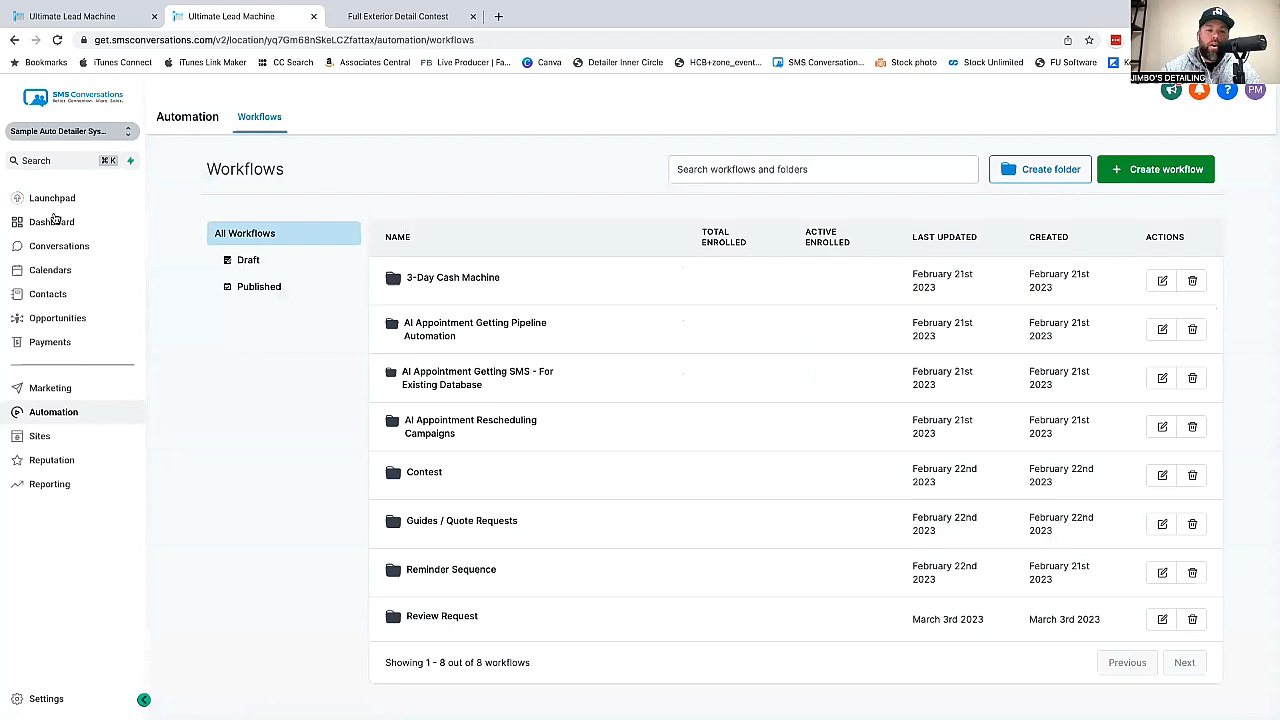 Ultimate Lead Machine
Ultimate Lead Machine
Full Exterior Detail Contest
get.smsconversations.com/v2/location/yq7Gm68nSkeLCZfattax/automation/workflows
Bookmarks
iTunes Connect
iTunes Link Maker
CC Search
Associates Central
FB Live Producer | Fa...
Canva
Detailer Inner Circle
HCB+zone_event...
SMS Conversation...
Stock photo
Stock Unlimited
FU Software
JIMBO'S DETAILING
SMS Conversations
Better Connection. More Sales.
Automation
Workflows
PM
Sample Auto Detailer Sys...
Search
⌘ K
Launchpad
Dashboard
Conversations
Calendars
Contacts
Opportunities
Payments
Marketing
Automation
Sites
Reputation
Reporting
Settings
Workflows
Search workflows and folders
Create folder
+ Create workflow
All Workflows
Draft
Published
NAME
TOTAL
ENROLLED
ACTIVE
ENROLLED
LAST UPDATED
CREATED
ACTIONS
3-Day Cash Machine
February 21st
2023
February 21st
2023
AI Appointment Getting Pipeline
Automation
February 21st
2023
February 21st
2023
AI Appointment Getting SMS - For
Existing Database
February 21st
2023
February 21st
2023
AI Appointment Rescheduling
Campaigns
February 21st
2023
February 21st
2023
Contest
February 22nd
2023
February 22nd
2023
Guides / Quote Requests
February 22nd
2023
February 22nd
2023
Reminder Sequence
February 22nd
2023
February 21st
2023
Review Request
March 3rd 2023
March 3rd 2023
Showing 1 - 8 out of 8 workflows
Previous
Next